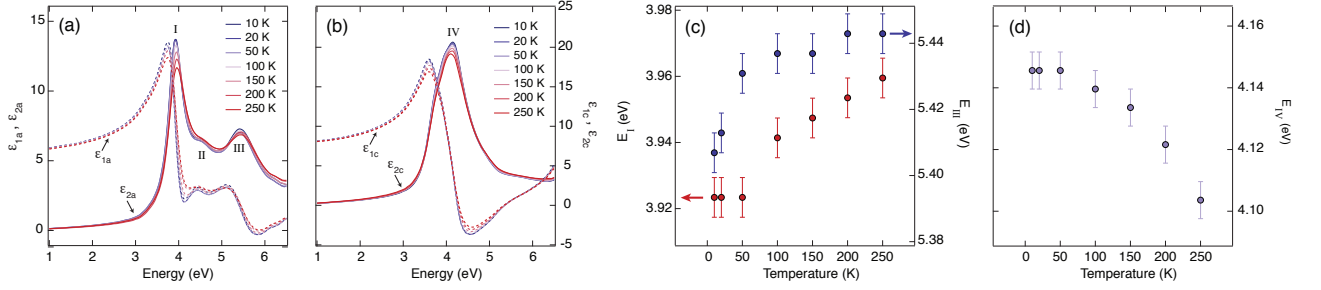 (a)
I
II
III
10 K
20 K
50 K
100 K
150 K
200 K
250 K
ε1a
ε2a
ε1a , ε2a
15
10
5
0
1
2
3
4
5
6
Energy (eV)
(b)
IV
10 K
20 K
50 K
100 K
150 K
200 K
250 K
ε1c
ε2c
ε1c , ε2c
25
20
15
10
5
0
-5
1
2
3
4
5
6
Energy (eV)
(c)
3.98
3.96
3.94
3.92
EI (eV)
5.44
5.42
5.40
5.38
EIII (eV)
0
50
100
150
200
250
Temperature (K)
(d)
4.16
4.14
4.12
4.10
EIV (eV)
0
50
100
150
200
250
Temperature (K)